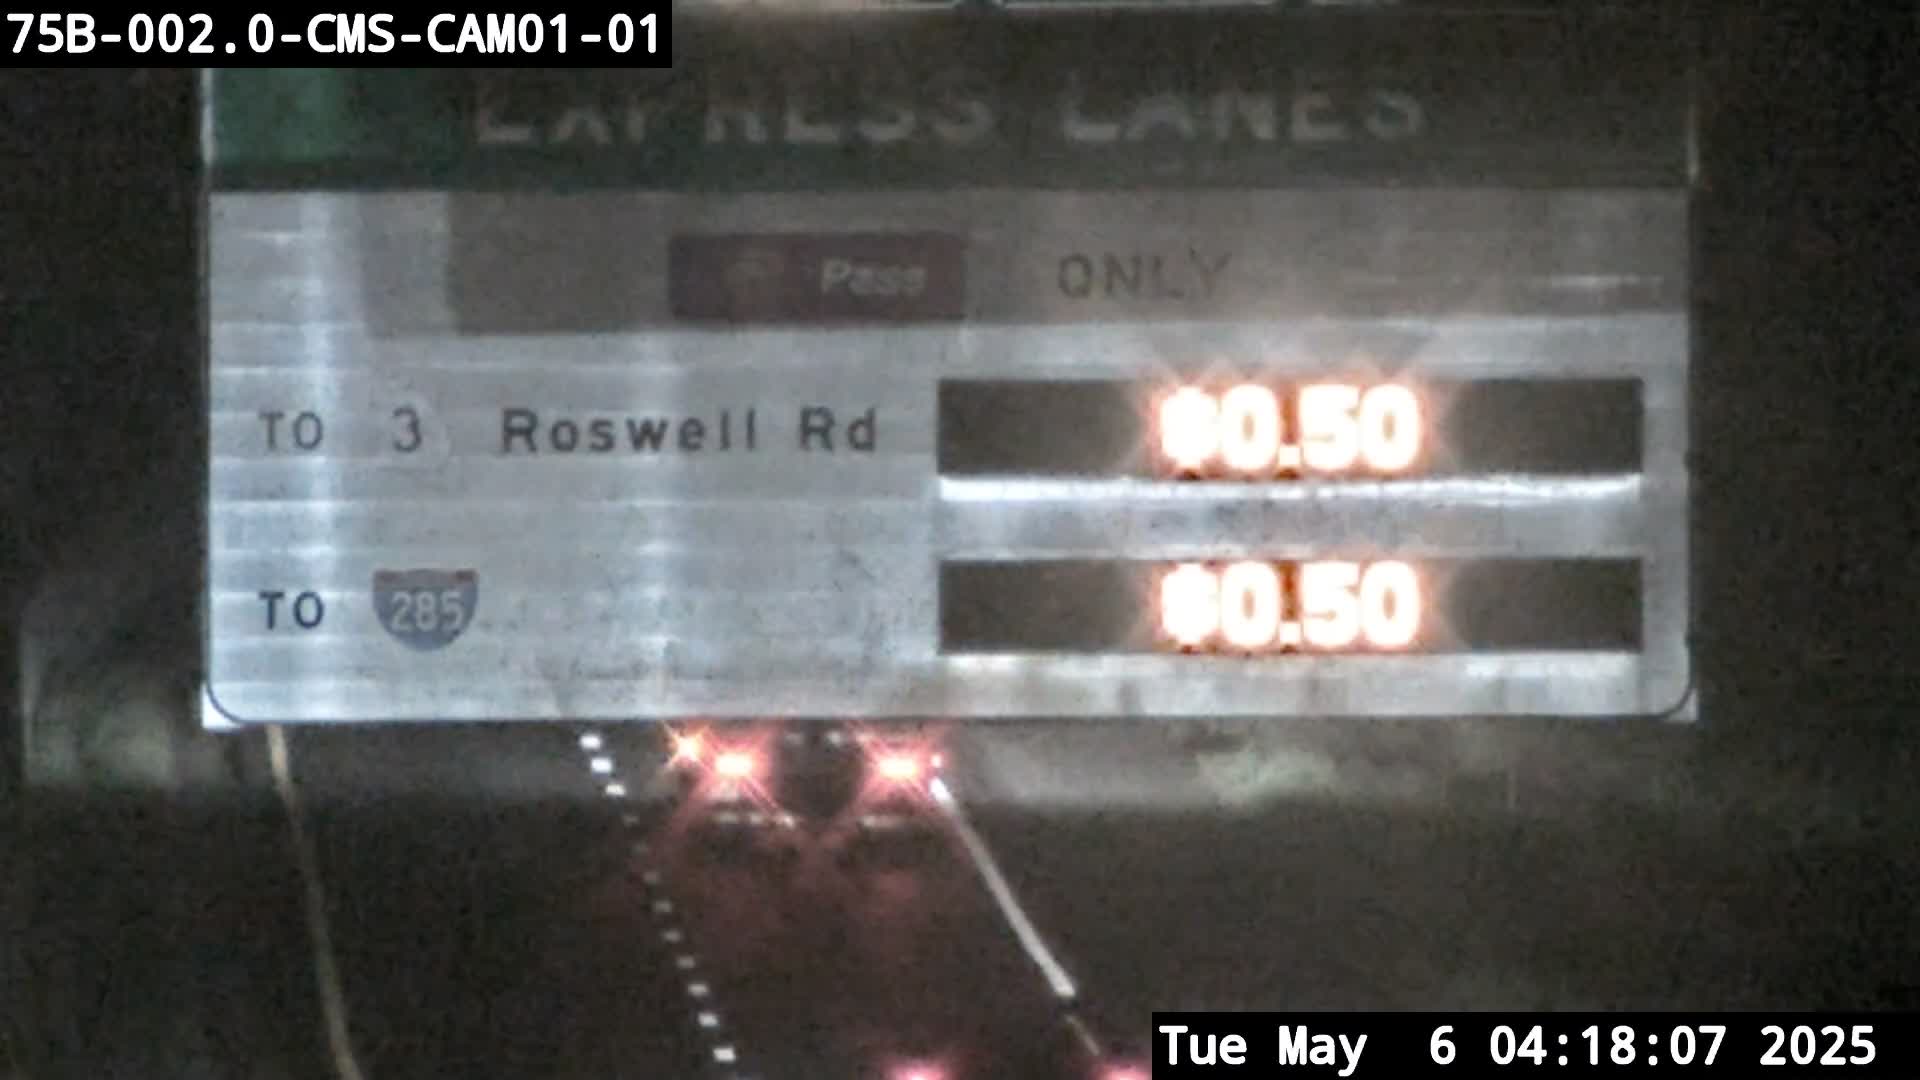 75B-002.0-CMS-CAM01-01
EXPRESS LANES
Pass ONLY
TO 3 Roswell Rd $0.50
TO 285 $0.50
Tue May 6 04:18:07 2025